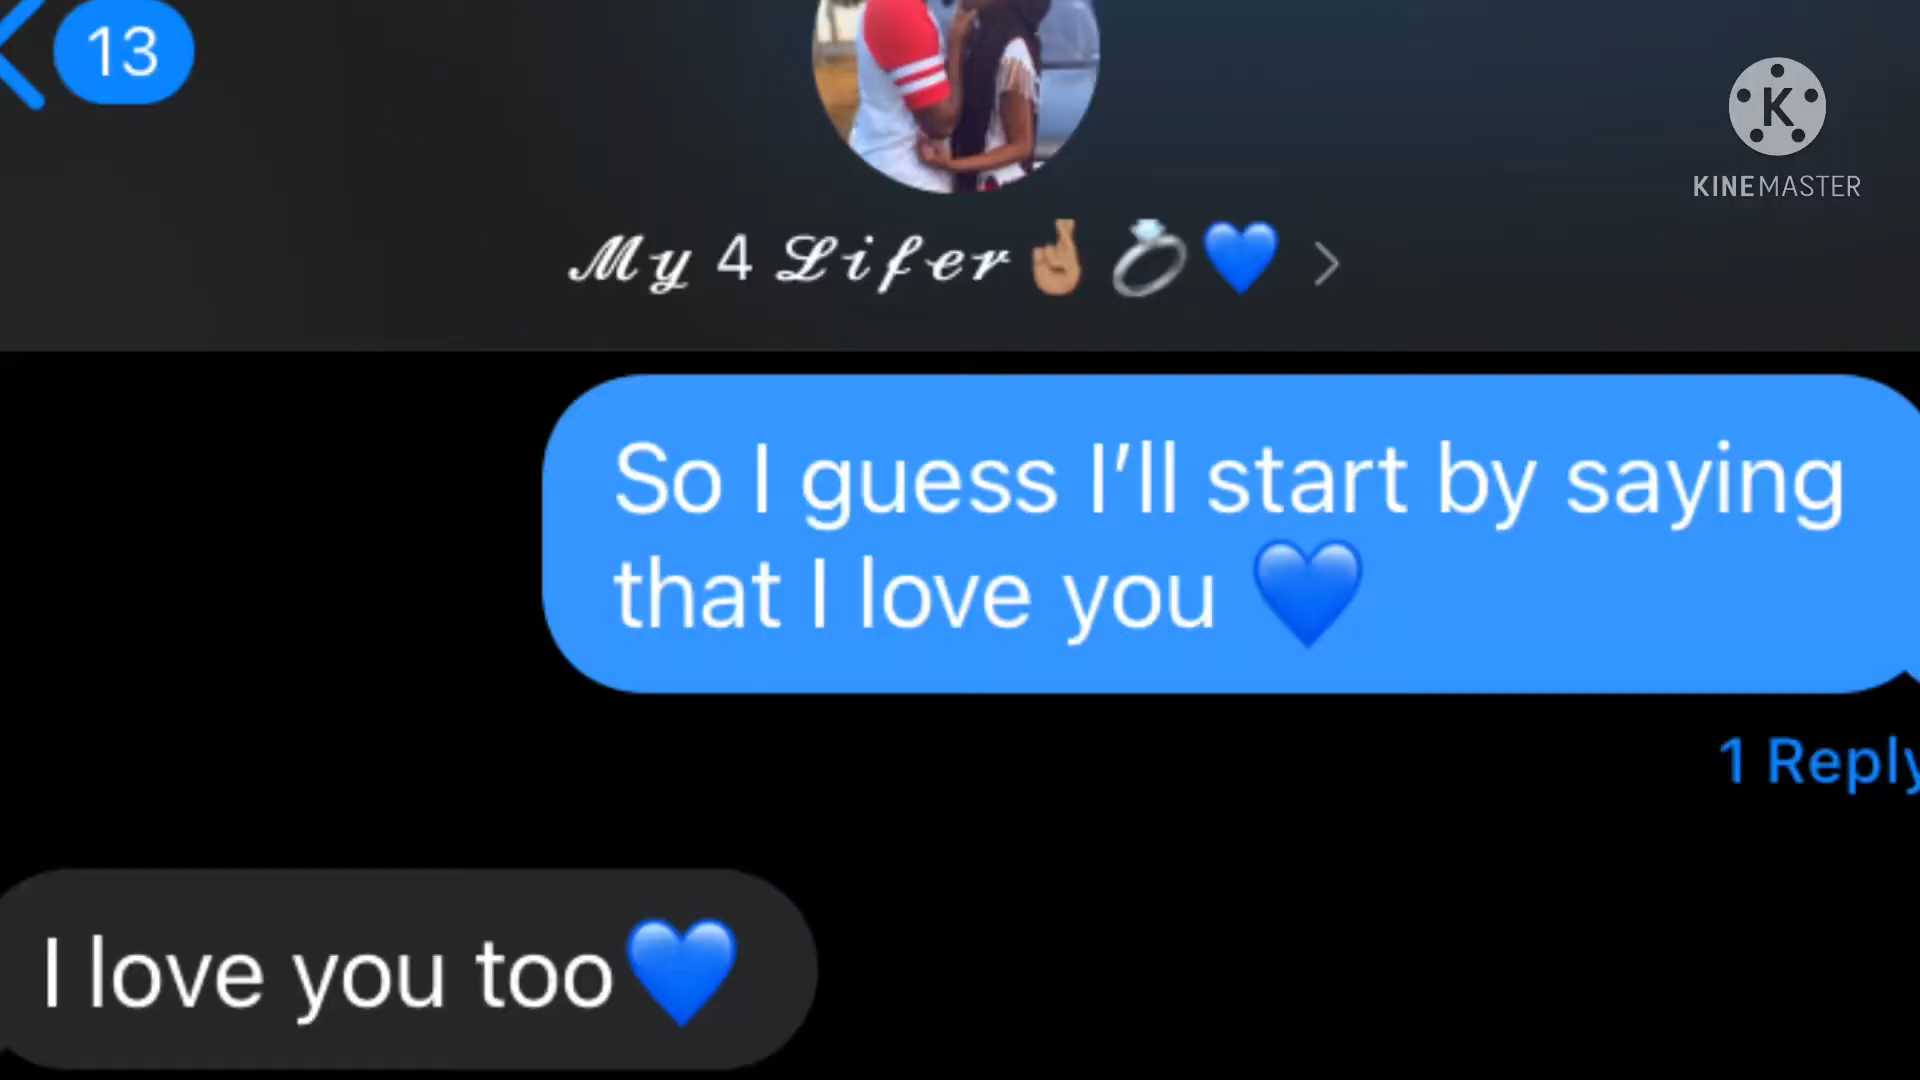 13
KINEMASTER
My 4 Lifer🤞🏽💍💙
So I guess I’ll start by saying
that I love you 💙
1 Reply
I love you too💙